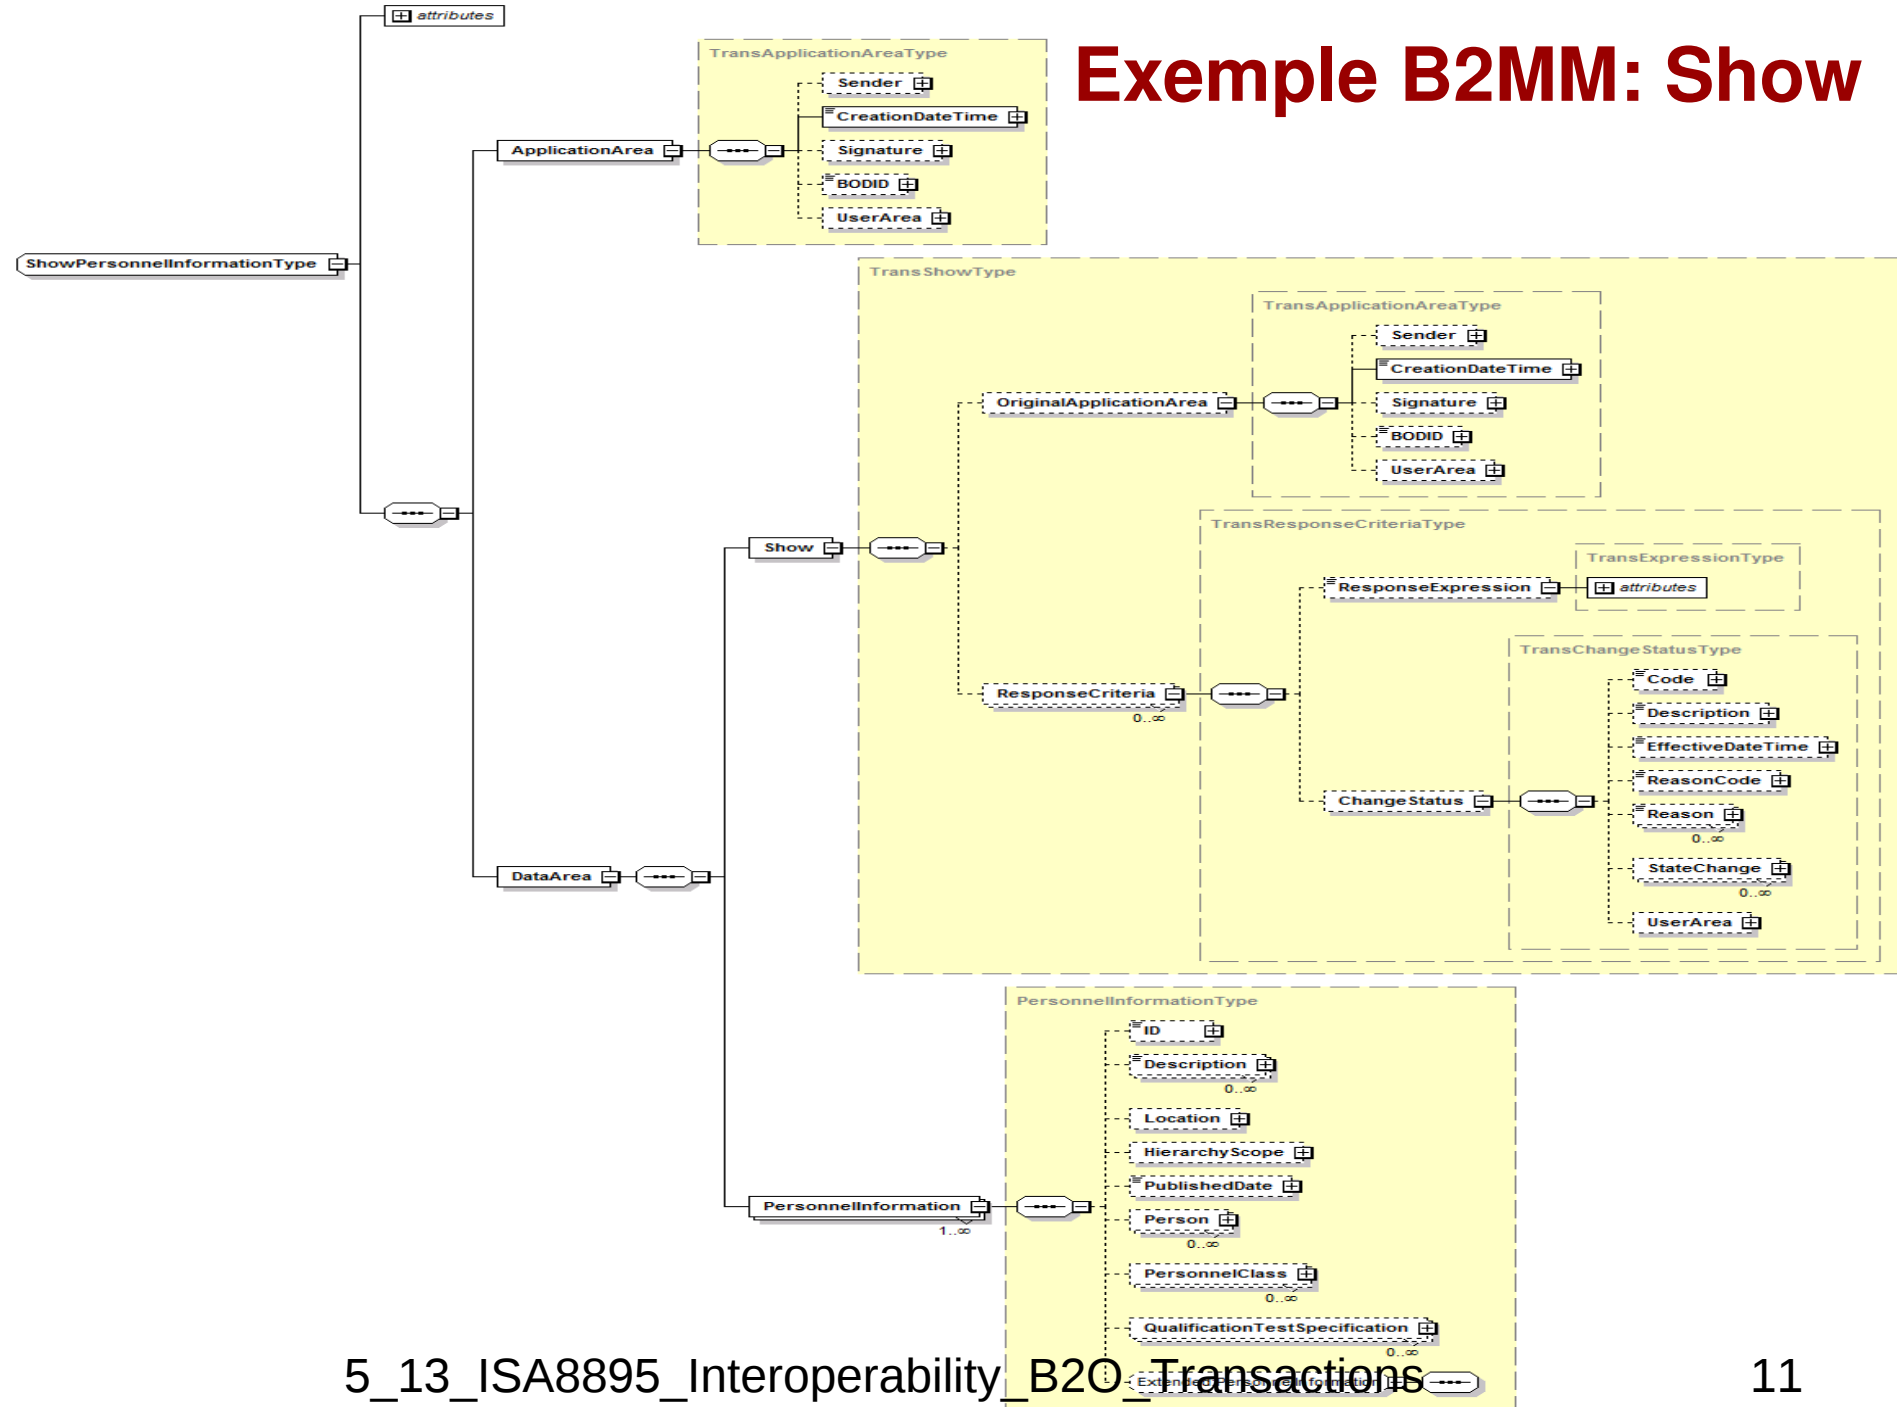 attributes
Exemple B2MM: Show
TransApplicationAreaType
Sender
CreationDateTime
ApplicationArea
Signature
BODID
UserArea
ShowPersonnelInformationType
TransShowType
TransApplicationAreaType
Sender
CreationDateTime
OriginalApplicationArea
Signature
BODID
UserArea
TransResponseCriteriaType
Show
TransExpressionType
ResponseExpression
attributes
TransChangeStatusType
Code
ResponseCriteria
0..∞
Description
EffectiveDateTime
ReasonCode
ChangeStatus
Reason
0..∞
StateChange
0..∞
DataArea
UserArea
PersonnelInformationType
ID
Description
0..∞
Location
HierarchyScope
PublishedDate
PersonnelInformation
1..∞
Person
0..∞
PersonnelClass
0..∞
QualificationTestSpecification
0..∞
ExtendedPersonnelInformation
5_13_ISA8895_Interoperability_B2O_Transactions
11